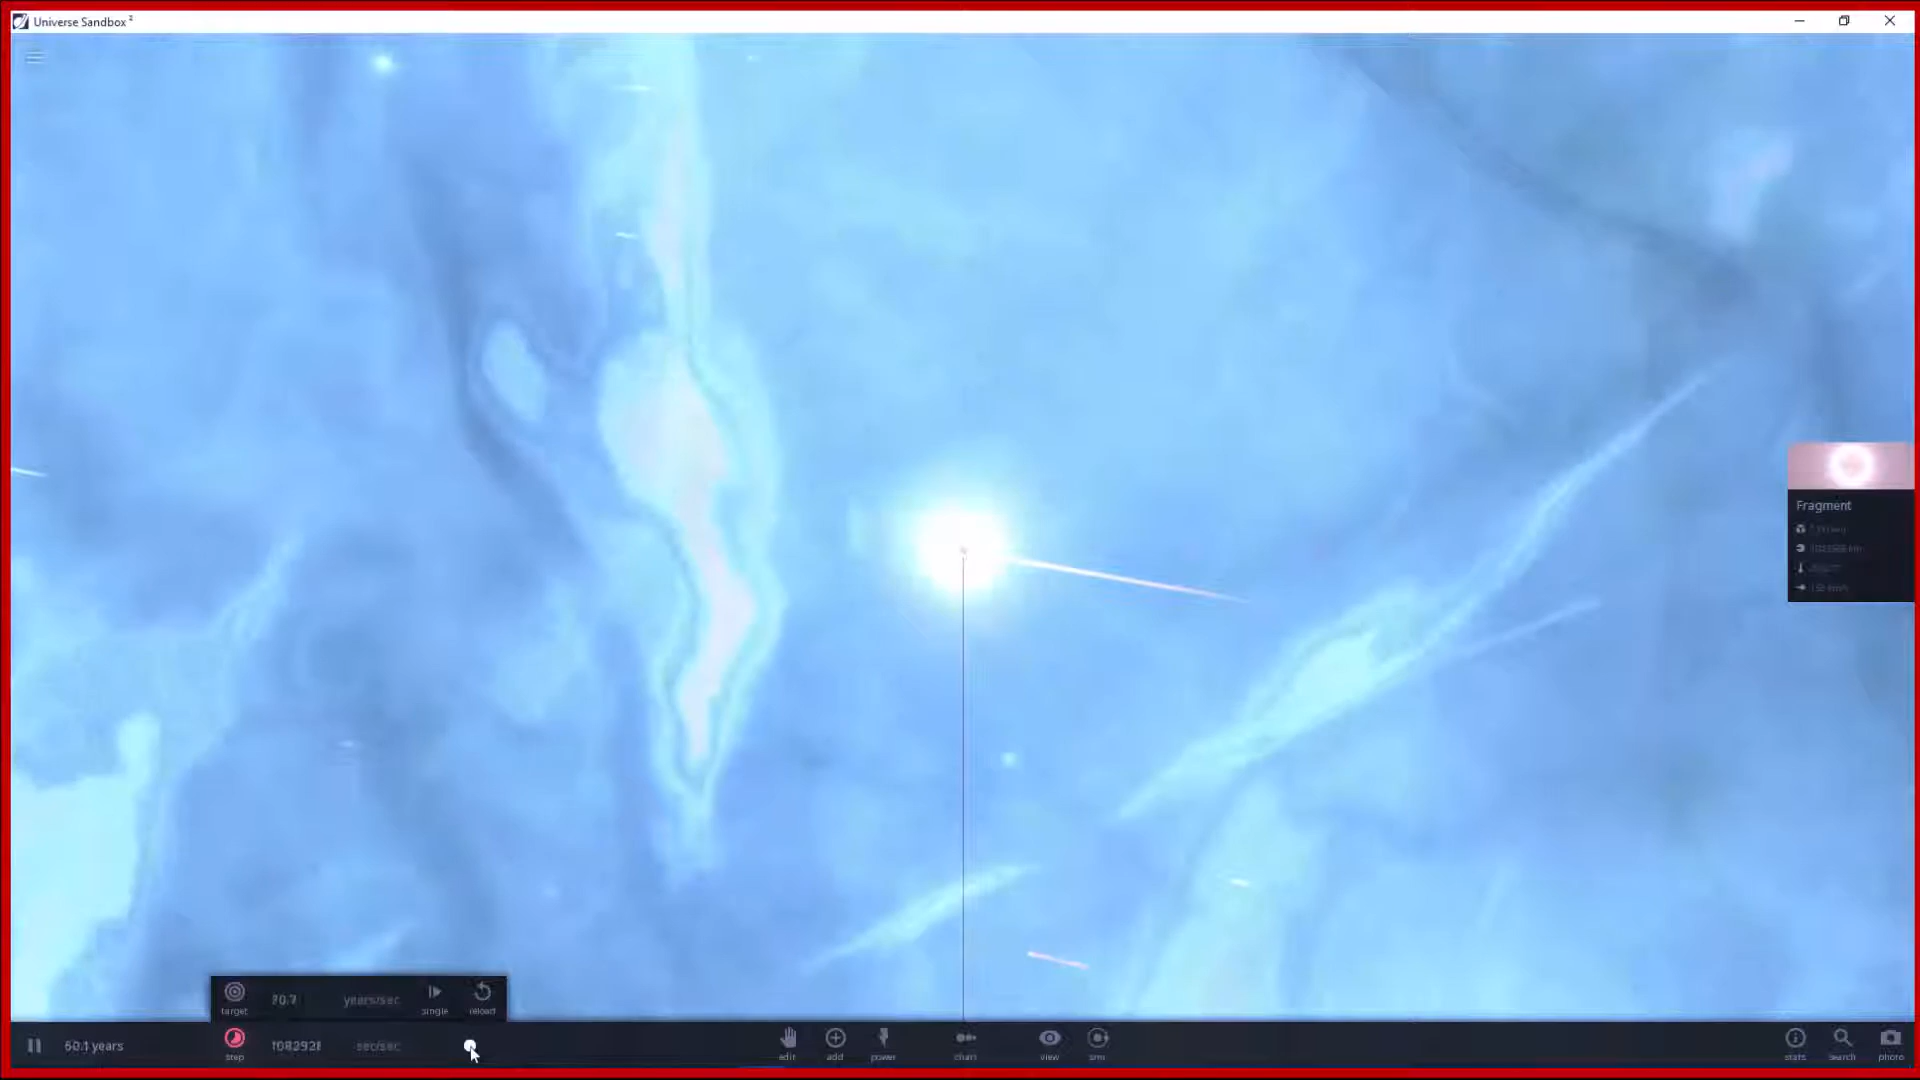 Universe Sandbox ²
Fragment
years/sec
target
single
reload
60.1 years
step
sec/sec
edit
add
power
chart
view
sim
stats
search
photo